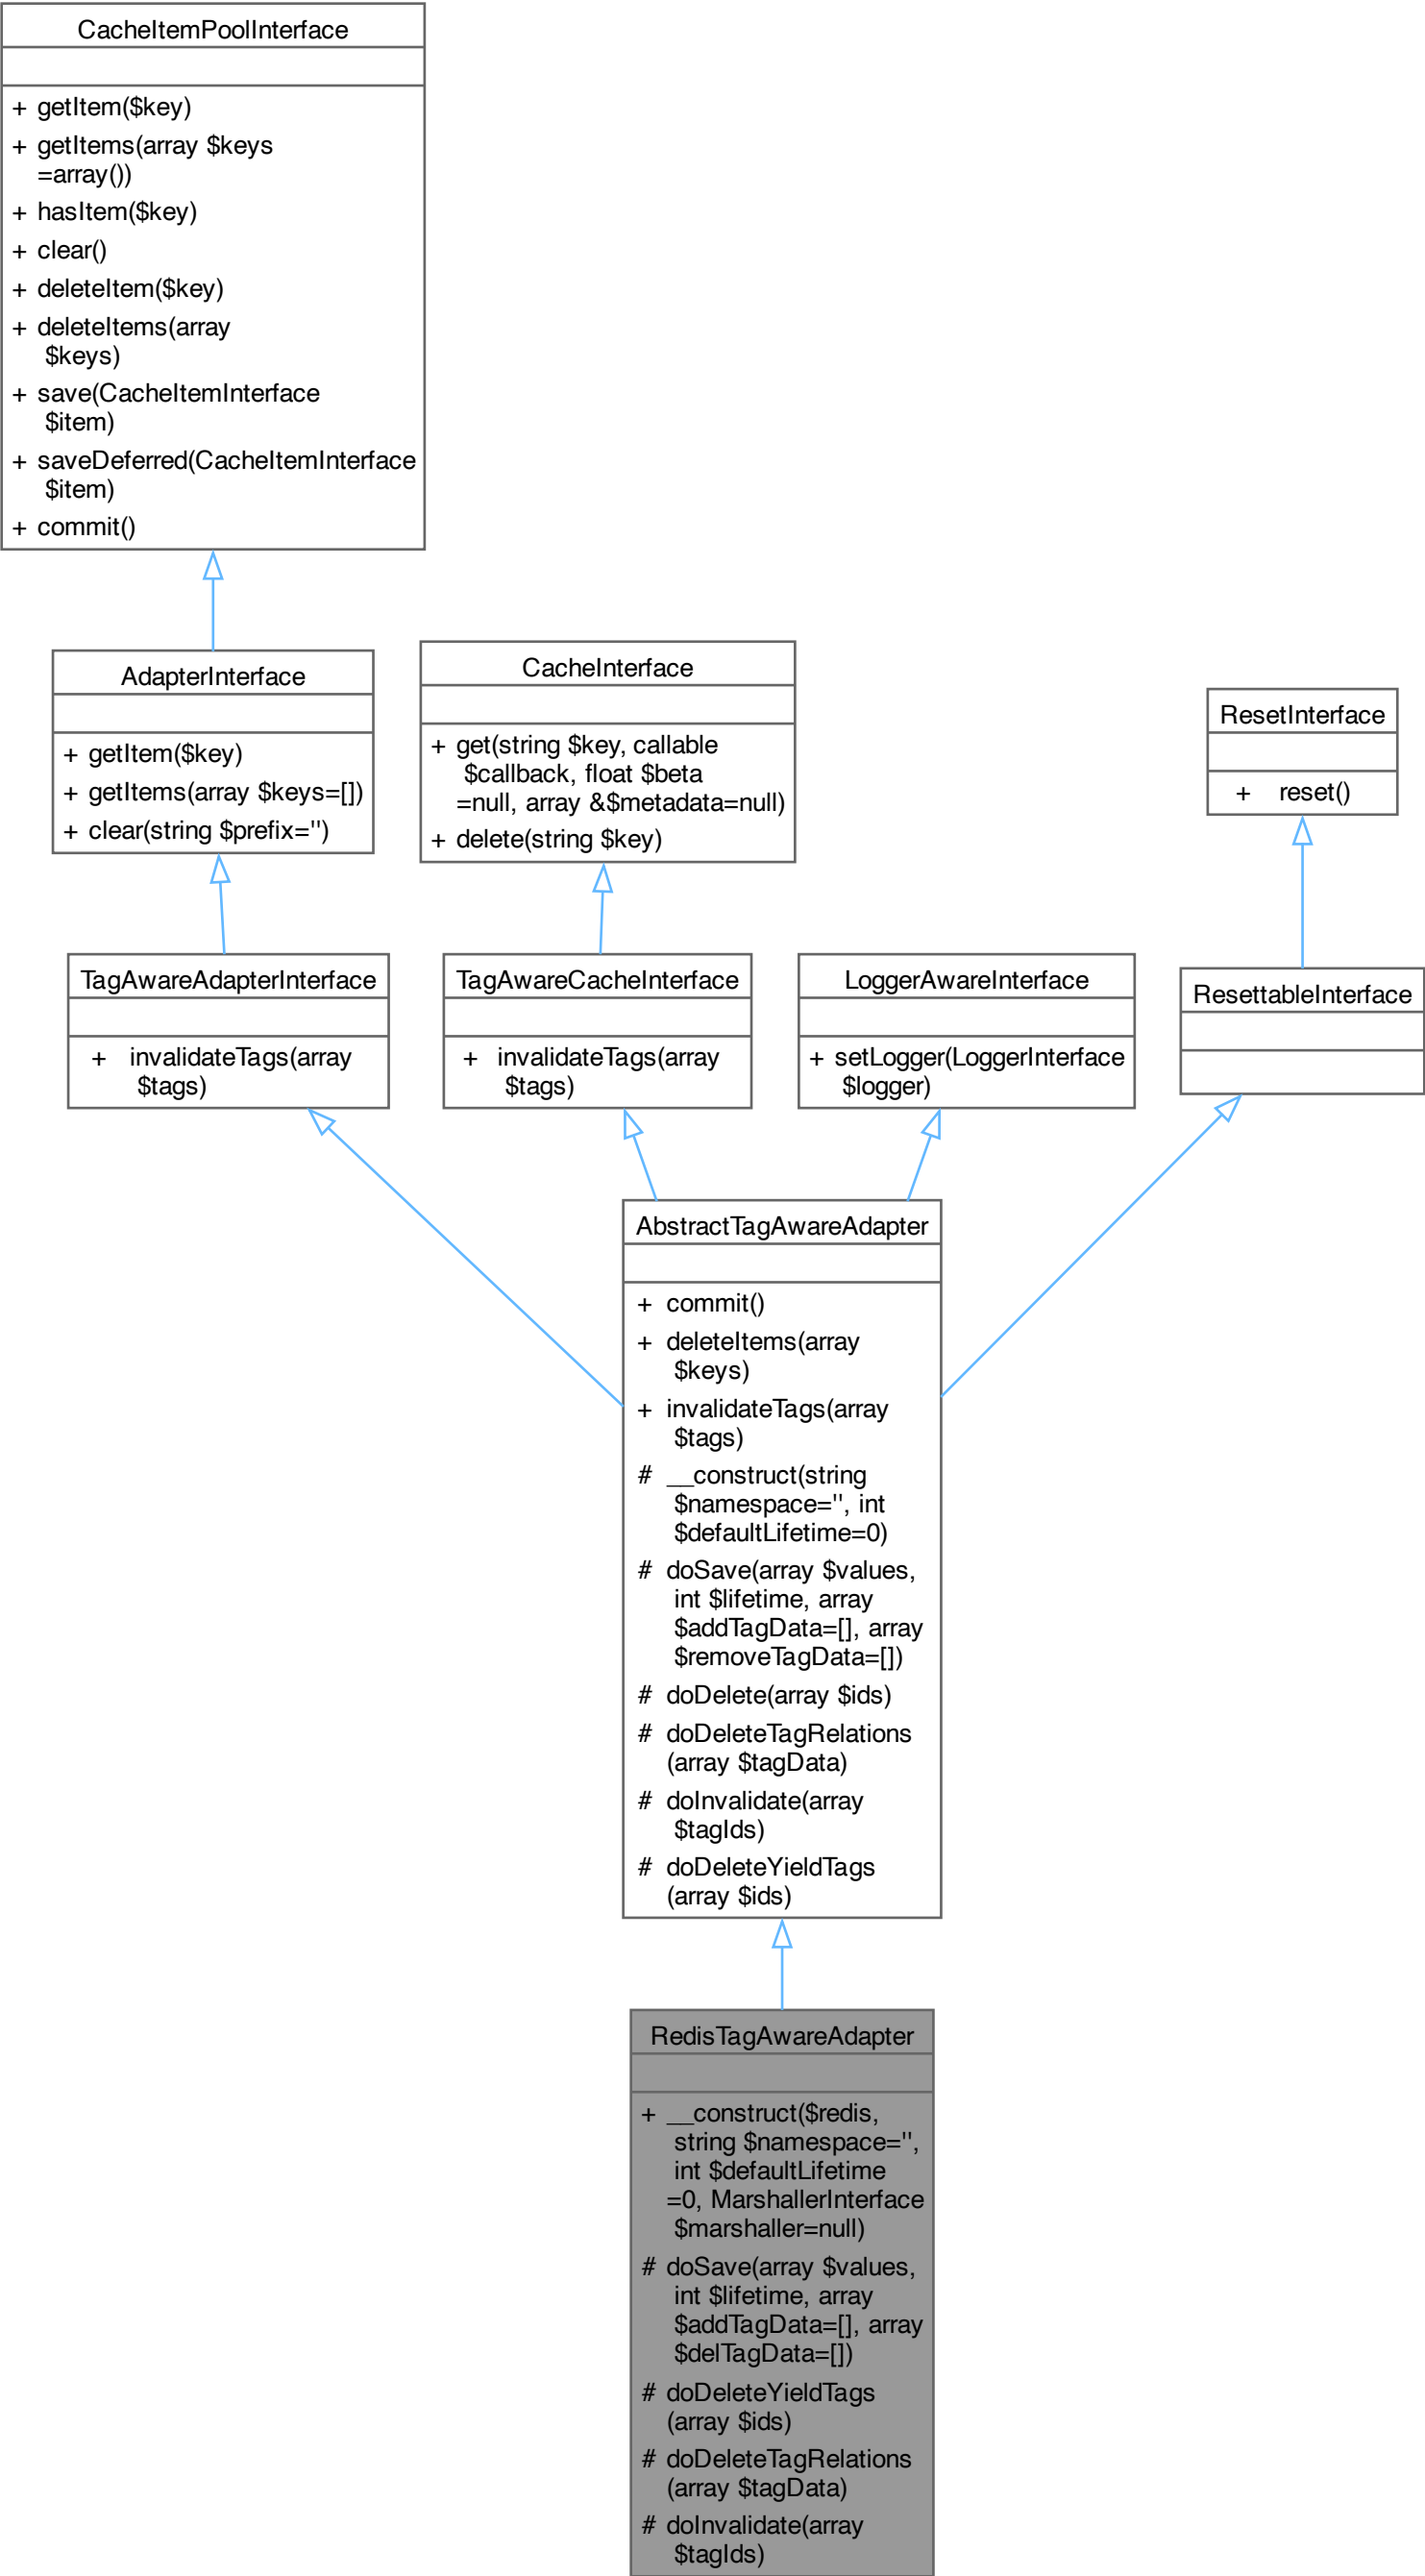 CacheItemPoolInterface
+ getItem($key)
+ getItems(array $keys
=array())
+ hasItem($key)
+ clear()
+ deleteItem($key)
+ deleteItems(array
$keys)
+ save(CacheItemInterface
$item)
+ saveDeferred(CacheItemInterface
$item)
+ commit()
AdapterInterface
+ getItem($key)
+ getItems(array $keys=[])
+ clear(string $prefix='')
CacheInterface
+ get(string $key, callable
$callback, float $beta
=null, array &$metadata=null)
+ delete(string $key)
ResetInterface
+ reset()
TagAwareAdapterInterface
+ invalidateTags(array
$tags)
TagAwareCacheInterface
+ invalidateTags(array
$tags)
LoggerAwareInterface
+ setLogger(LoggerInterface
$logger)
ResettableInterface
AbstractTagAwareAdapter
+ commit()
+ deleteItems(array
$keys)
+ invalidateTags(array
$tags)
# __construct(string
$namespace='', int
$defaultLifetime=0)
# doSave(array $values,
int $lifetime, array
$addTagData=[], array
$removeTagData=[])
# doDelete(array $ids)
# doDeleteTagRelations
(array $tagData)
# doInvalidate(array
$tagIds)
# doDeleteYieldTags
(array $ids)
RedisTagAwareAdapter
+ __construct($redis,
string $namespace='',
int $defaultLifetime
=0, MarshallerInterface
$marshaller=null)
# doSave(array $values,
int $lifetime, array
$addTagData=[], array
$delTagData=[])
# doDeleteYieldTags
(array $ids)
# doDeleteTagRelations
(array $tagData)
# doInvalidate(array
$tagIds)